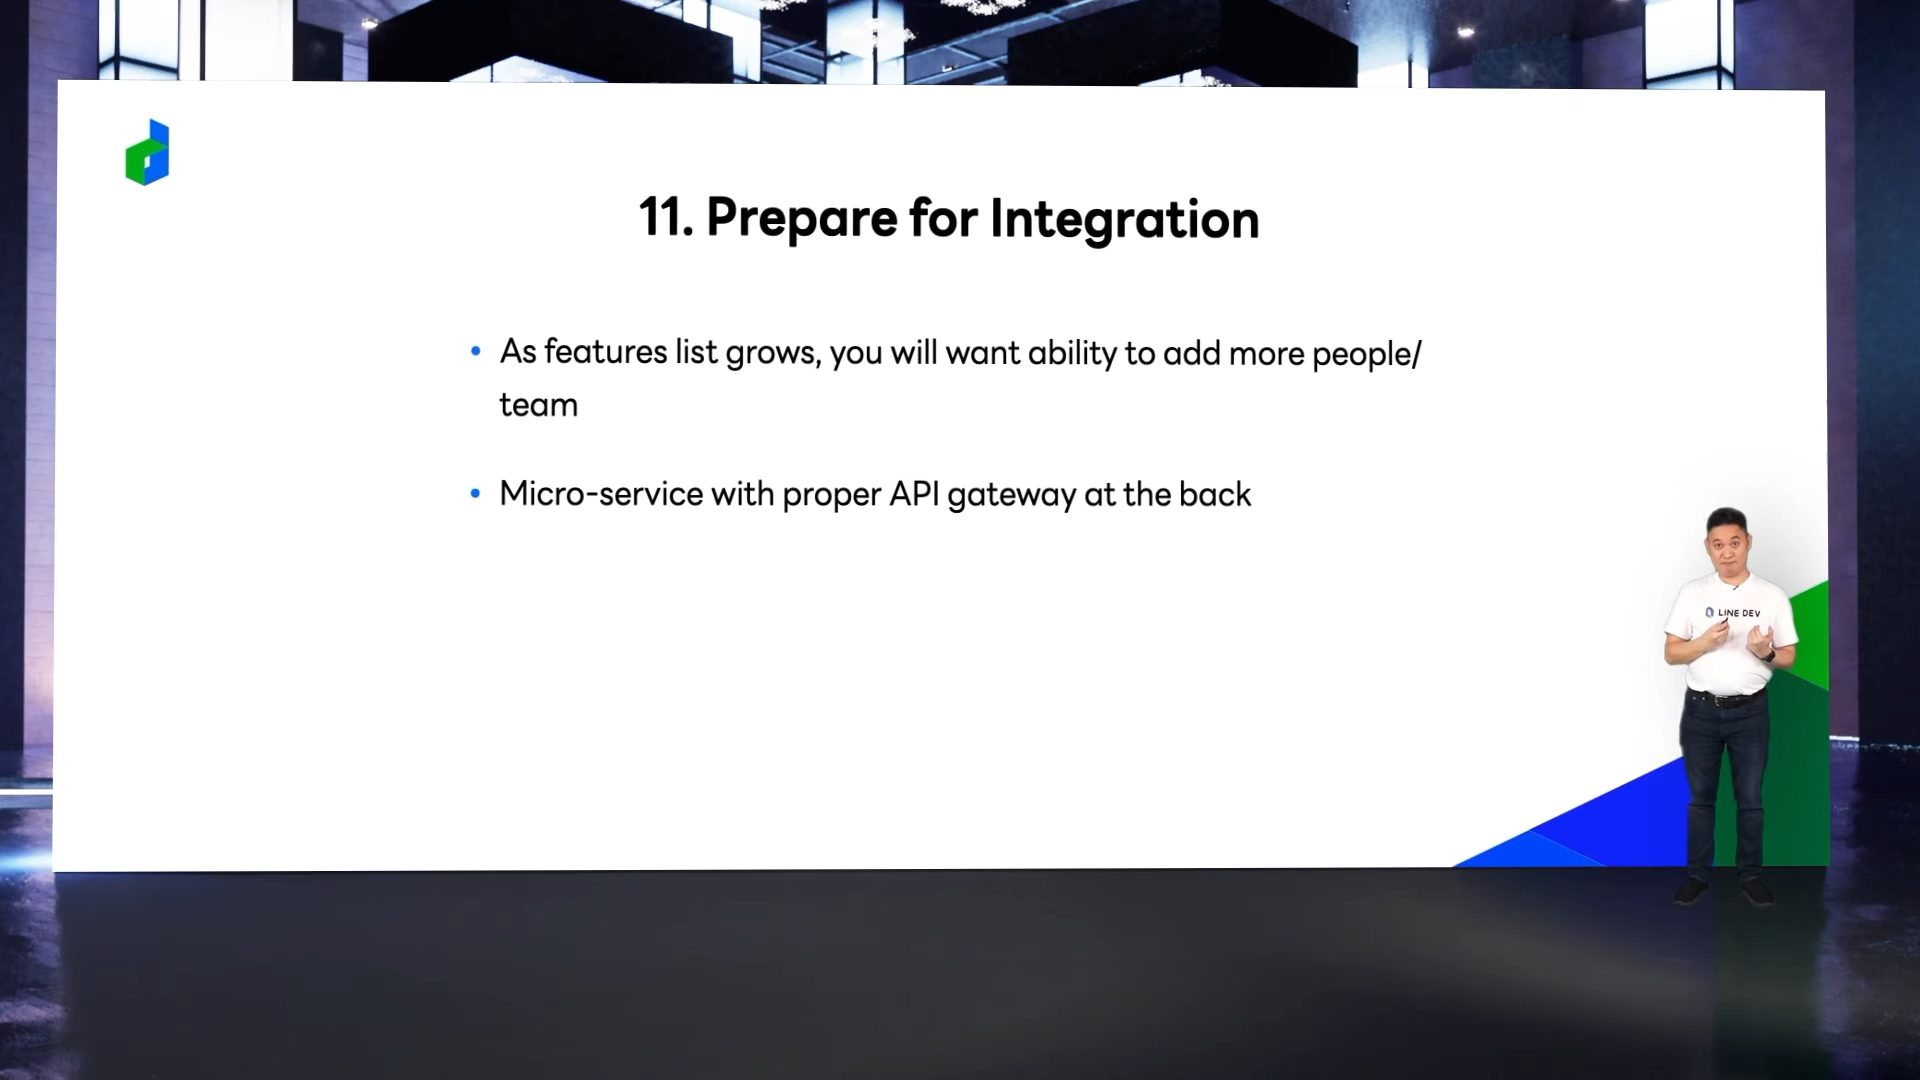 11. Prepare for Integration
• As features list grows, you will want ability to add more people/
team
• Micro-service with proper API gateway at the back
LINE DEV